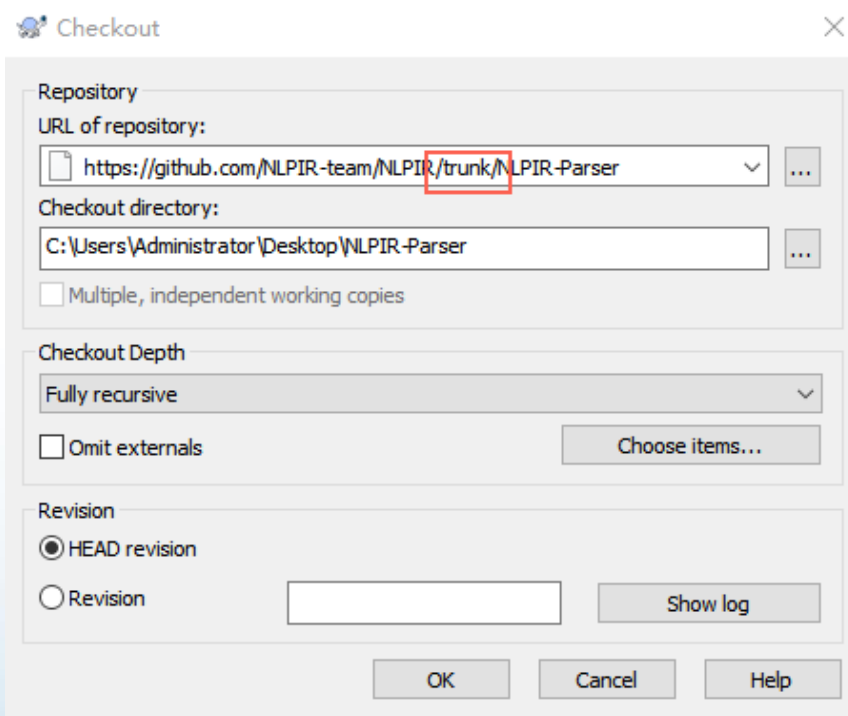 Checkout
Repository
URL of repository:
https://github.com/NLPIR-team/NLPIR/trunk/NLPIR-Parser
...
Checkout directory:
C:\Users\Administrator\Desktop\NLPIR-Parser
...
Multiple, independent working copies
Checkout Depth
Fully recursive
Omit externals
Choose items...
Revision
HEAD revision
Revision
Show log
OK
Cancel
Help